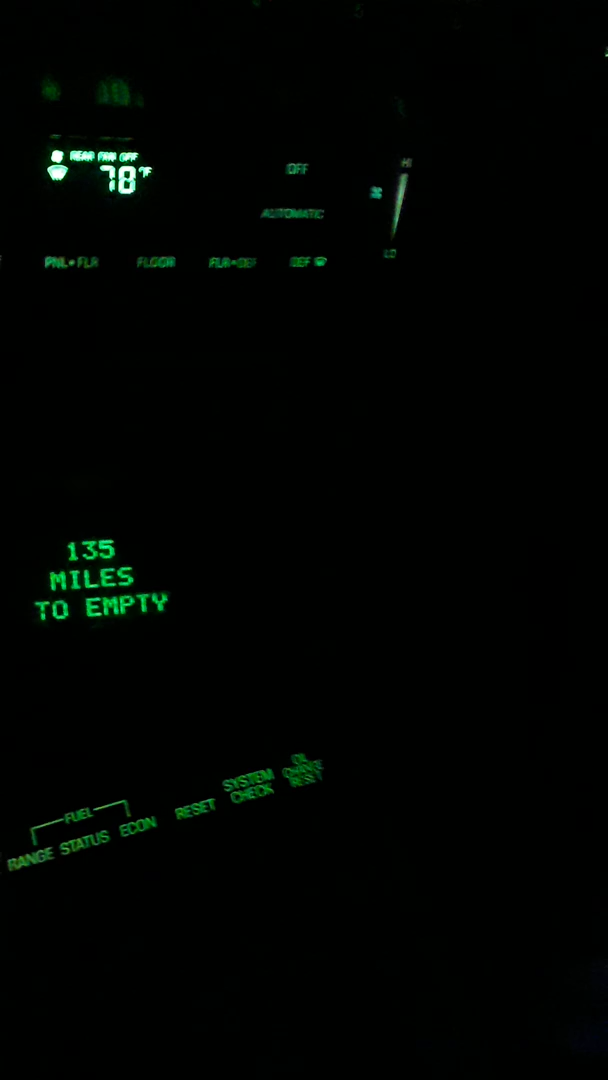 REAR FAN OFF
78°F
OFF
HI
AUTOMATIC
LO
PNL•FLR FLOOR FLR•DEF DEF
135
MILES
TO EMPTY
FUEL
RANGE STATUS ECON RESET SYSTEM CHECK OIL CHANGE RESET